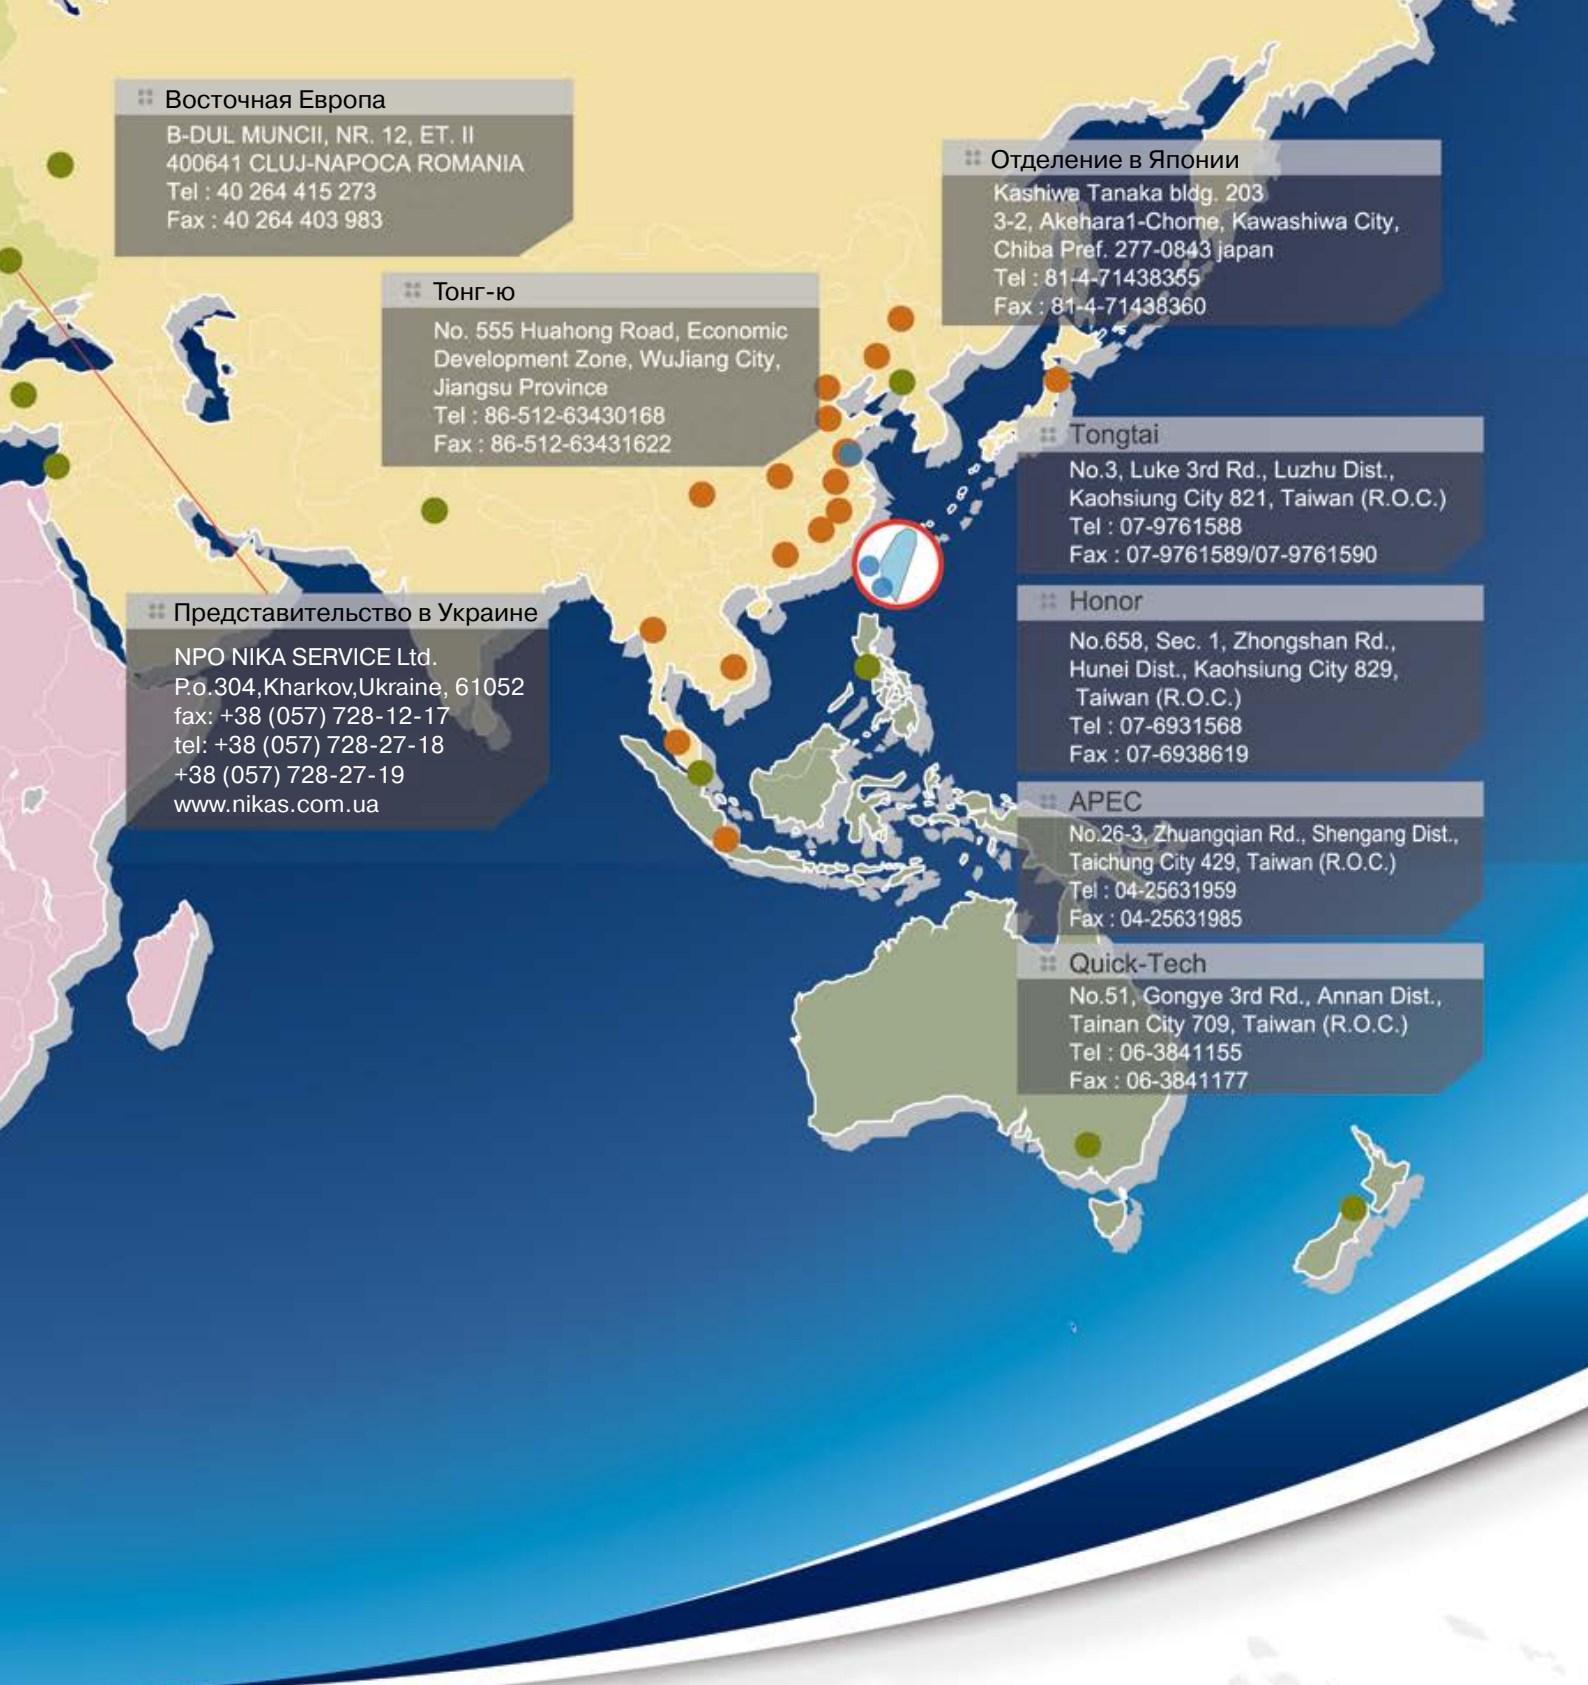 Восточная Европа
B-DUL MUNCII, NR. 12, ET. II
400641 CLUJ-NAPOCA ROMANIA
Tel : 40 264 415 273
Fax : 40 264 403 983
Отделение в Японии
Kashiwa Tanaka bldg. 203
3-2, Akehara1-Chome, Kawashiwa City,
Chiba Pref. 277-0843 japan
Tel : 81-4-71438355
Fax : 81-4-71438360
Тонг-ю
No. 555 Huahong Road, Economic
Development Zone, WuJiang City,
Jiangsu Province
Tel : 86-512-63430168
Fax : 86-512-63431622
Tongtai
No.3, Luke 3rd Rd., Luzhu Dist.,
Kaohsiung City 821, Taiwan (R.O.C.)
Tel : 07-9761588
Fax : 07-9761589/07-9761590
Представительство в Украине
NPO NIKA SERVICE Ltd.
P.o.304,Kharkov,Ukraine, 61052
fax: +38 (057) 728-12-17
tel: +38 (057) 728-27-18
+38 (057) 728-27-19
www.nikas.com.ua
Honor
No.658, Sec. 1, Zhongshan Rd.,
Hunei Dist., Kaohsiung City 829,
Taiwan (R.O.C.)
Tel : 07-6931568
Fax : 07-6938619
APEC
No.26-3, Zhuangqian Rd., Shengang Dist.,
Taichung City 429, Taiwan (R.O.C.)
Tel : 04-25631959
Fax : 04-25631985
Quick-Tech
No.51, Gongye 3rd Rd., Annan Dist.,
Tainan City 709, Taiwan (R.O.C.)
Tel : 06-3841155
Fax : 06-3841177